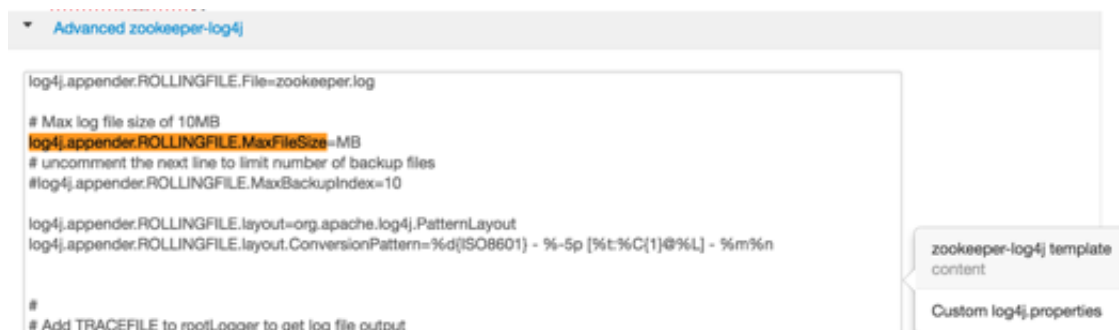 Advanced zookeeper-log4j
log4j.appender.ROLLINGFILE.File=zookeeper.log
# Max log file size of 10MB
log4j.appender.ROLLINGFILE.MaxFileSize=MB
# uncomment the next line to limit number of backup files
#log4j.appender.ROLLINGFILE.MaxBackupIndex=10
log4j.appender.ROLLINGFILE.layout=org.apache.log4j.PatternLayout
log4j.appender.ROLLINGFILE.layout.ConversionPattern=%d{ISO8601} - %-5p [%t:%C{1}@%L] - %m%n
zookeeper-log4j template
content
#
Custom log4j.properties
# Add TRACEFILE to rootLogger to get log file output